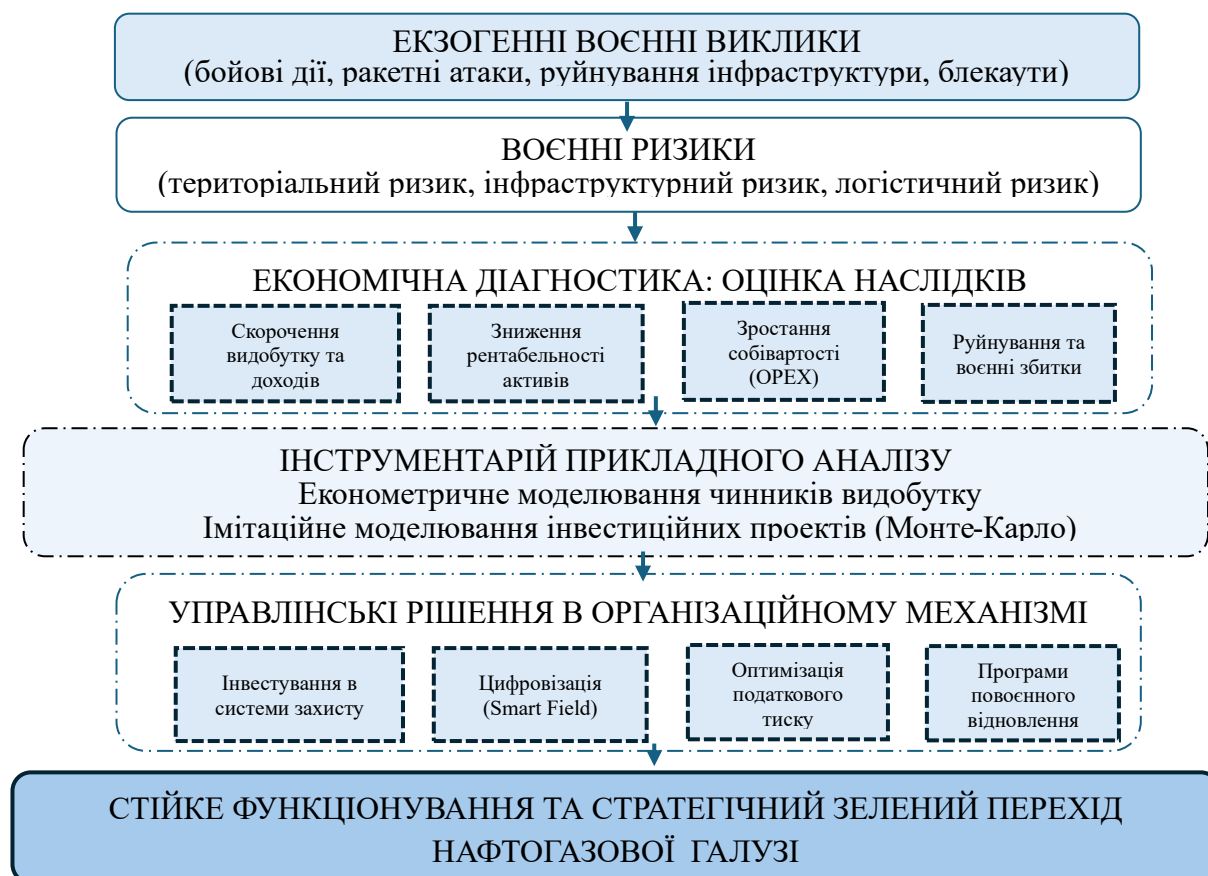 ЕКЗОГЕННІ ВОЄННІ ВИКЛИКИ
(бойові дії, ракетні атаки, руйнування інфраструктури, блекаути)
ВОЄННІ РИЗИКИ
(територіальний ризик, інфраструктурний ризик, логістичний ризик)
ЕКОНОМІЧНА ДІАГНОСТИКА: ОЦІНКА НАСЛІДКІВ
Скорочення
видобутку та
доходів
Зниження
рентабельності
активів
Зростання
собівартості
(OPEX)
Руйнування та
воєнні збитки
ІНСТРУМЕНТАРІЙ ПРИКЛАДНОГО АНАЛІЗУ
Економетричне моделювання чинників видобутку
Імітаційне моделювання інвестиційних проектів (Монте-Карло)
УПРАВЛІНСЬКІ РІШЕННЯ В ОРГАНІЗАЦІЙНОМУ МЕХАНІЗМІ
Інвестування в
системи захисту
Цифровізація
(Smart Field)
Оптимізація
податкового
тиску
Програми
повоєнного
відновлення
СТІЙКЕ ФУНКЦІОНУВАННЯ ТА СТРАТЕГІЧНИЙ ЗЕЛЕНИЙ ПЕРЕХІД
НАФТОГАЗОВОЇ ГАЛУЗІ